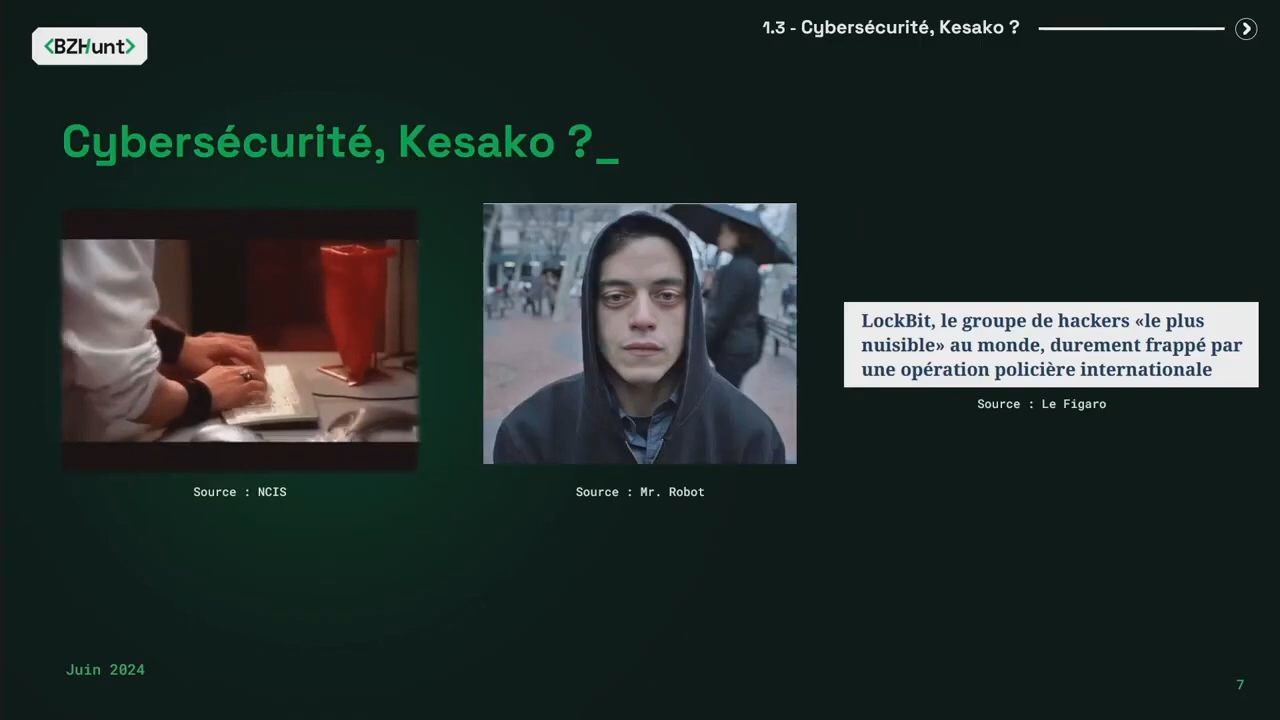 <BZHunt>
1.3 - Cybersécurité, Kesako ?
Cybersécurité, Kesako ?_
LockBit, le groupe de hackers «le plus
nuisible» au monde, durement frappé par
une opération policière internationale
Source : Le Figaro
Source : NCIS
Source : Mr. Robot
Juin 2024
7